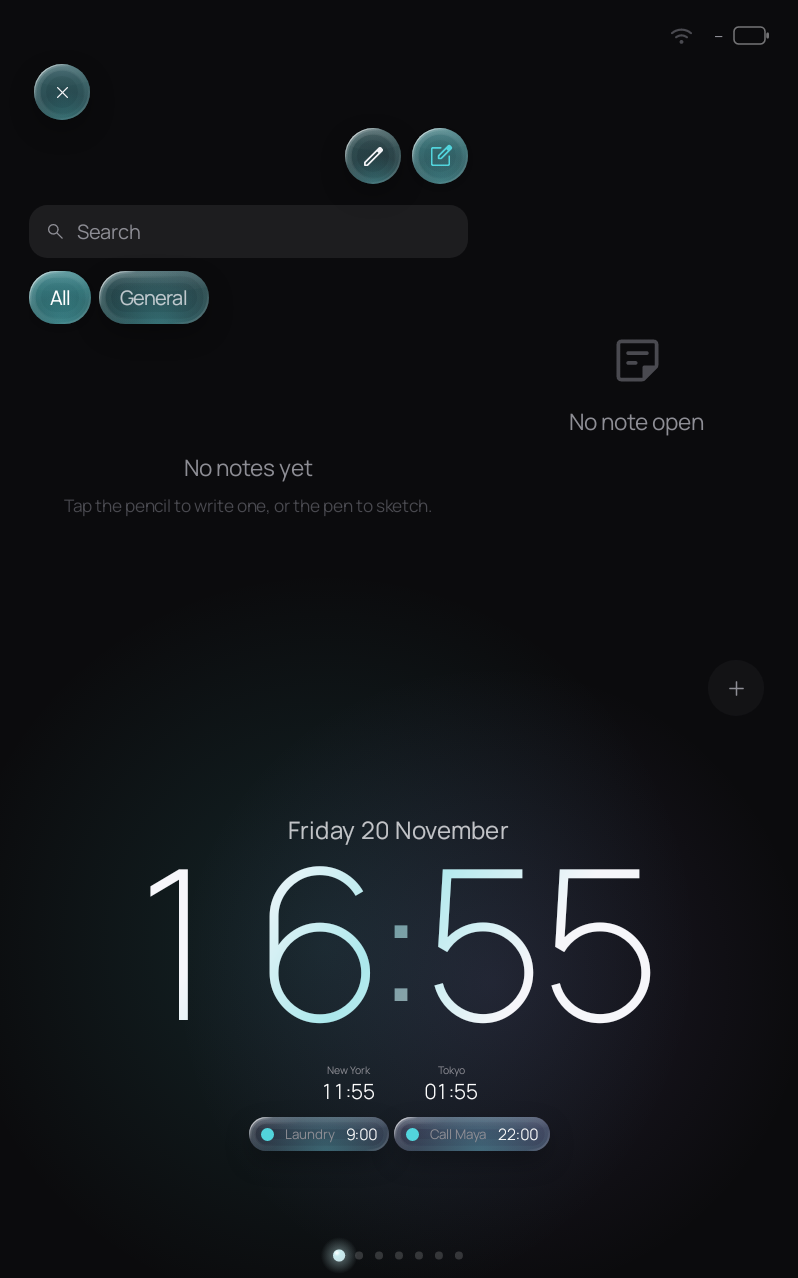 Search
All
General
No note open
No notes yet
Tap the pencil to write one, or the pen to sketch.
Friday 20 November
16:55
New York
Tokyo
11:55
01:55
Laundry 9:00
Call Maya 22:00